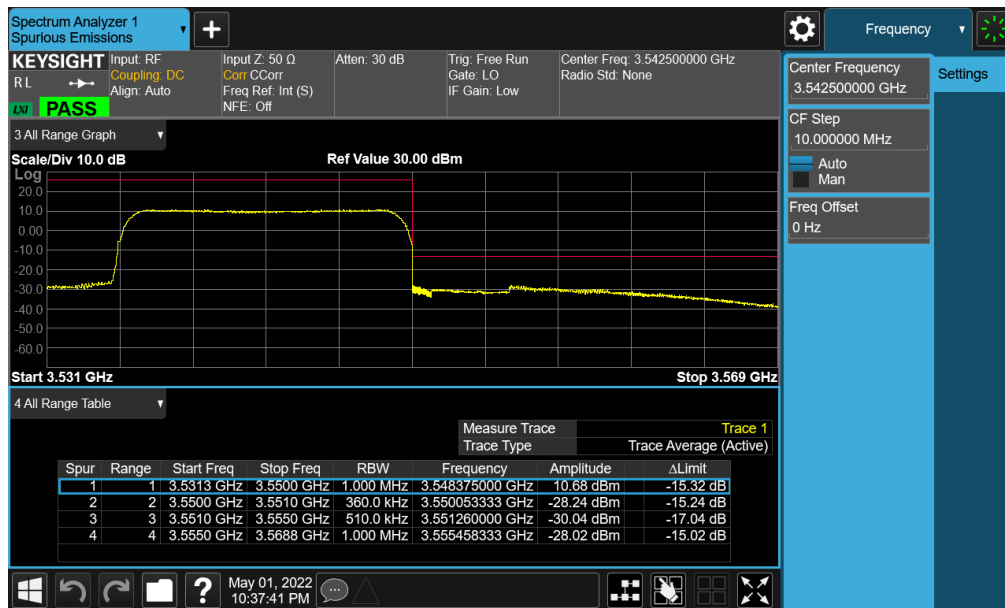 Spectrum Analyzer 1
Spurious Emissions
Frequency
KEYSIGHT
RL
LXI
PASS
Input: RF
Coupling: DC
Align: Auto
Input Z: 50 Ω
Corr CCorr
Freq Ref: Int (S)
NFE: Off
Atten: 30 dB
Trig: Free Run
Gate: LO
IF Gain: Low
Center Freq: 3.542500000 GHz
Radio Std: None
Center Frequency
3.542500000 GHz
Settings
CF Step
10.000000 MHz
Auto
Man
Freq Offset
0 Hz
3 All Range Graph
Scale/Div 10.0 dB
Ref Value 30.00 dBm
Log
20.0
10.0
0.00
-10.0
-20.0
-30.0
-40.0
-50.0
-60.0
Start 3.531 GHz
Stop 3.569 GHz
4 All Range Table
Measure Trace Trace 1
Trace Type Trace Average (Active)
Spur Range Start Freq Stop Freq RBW Frequency Amplitude ΔLimit
1 1 3.5313 GHz 3.5500 GHz 1.000 MHz 3.548375000 GHz 10.68 dBm -15.32 dB
2 2 3.5500 GHz 3.5510 GHz 360.0 kHz 3.550053333 GHz -28.24 dBm -15.24 dB
3 3 3.5510 GHz 3.5550 GHz 510.0 kHz 3.551260000 GHz -30.04 dBm -17.04 dB
4 4 3.5550 GHz 3.5688 GHz 1.000 MHz 3.555458333 GHz -28.02 dBm -15.02 dB
May 01, 2022
10:37:41 PM